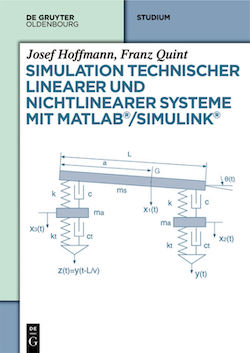 DE GRUYTER
OLDENBOURG
STUDIUM
Josef Hoffmann, Franz Quint
SIMULATION TECHNISCHER
LINEARER UND
NICHTLINEARER SYSTEME
MIT MATLAB®/SIMULINK®
L
a
G
θ(t)
ms
k
c
x₁(t)
k
c
ma
ma
x₃(t)
x₂(t)
kt
ct
kt
ct
z(t)=y(t-L/v)
y(t)
DE
G